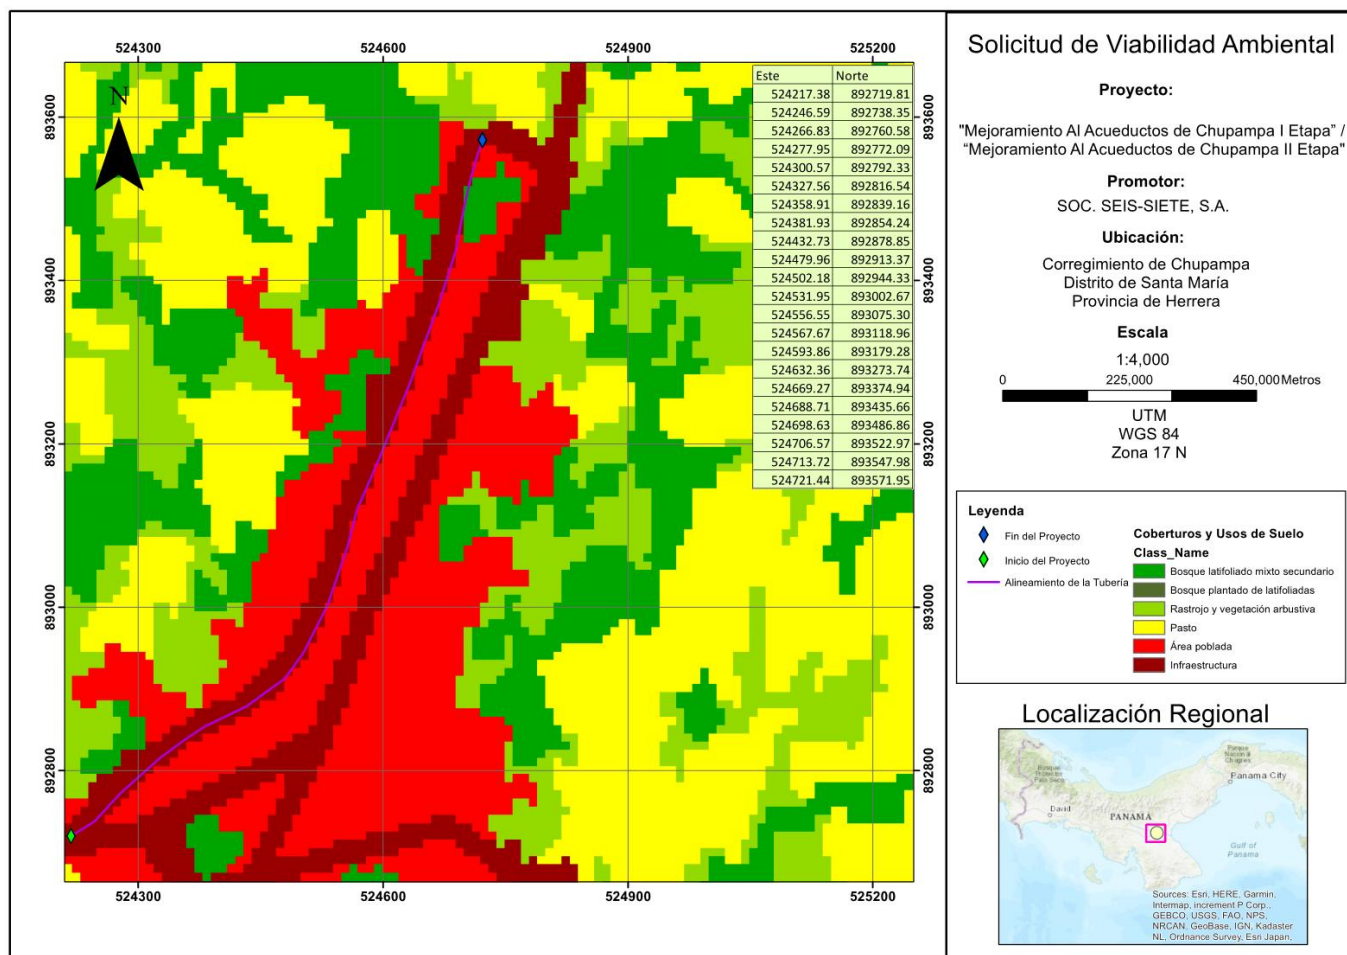 524300 524600 524900 525200
893600
893400
893200
893000
892800
N
Este Norte
524217.38 892719.81
524246.59 892738.35
524266.83 892760.58
524277.95 892772.09
524300.57 892792.33
524327.56 892816.54
524358.91 892839.16
524381.93 892854.24
524432.73 892878.85
524479.96 892913.37
524502.18 892944.33
524531.95 893002.67
524556.55 893075.30
524567.67 893118.96
524593.86 893179.28
524632.36 893273.74
524669.27 893374.94
524688.71 893435.66
524698.63 893486.86
524706.57 893522.97
524713.72 893547.98
524721.44 893571.95
893600
893400
893200
893000
892800
524300 524600 524900 525200
Solicitud de Viabilidad Ambiental
Proyecto:
"Mejoramiento Al Acueductos de Chupampa I Etapa” /
“Mejoramiento Al Acueductos de Chupampa II Etapa"
Promotor:
SOC. SEIS-SIETE, S.A.
Ubicación:
Corregimiento de Chupampa
Distrito de Santa María
Provincia de Herrera
Escala
1:4,000
0 225,000 450,000 Metros
UTM
WGS 84
Zona 17 N
Leyenda
Fin del Proyecto
Inicio del Proyecto
Alineamiento de la Tubería
Coberturos y Usos de Suelo
Class_Name
Bosque latifoliado mixto secundario
Bosque plantado de latifoliadas
Rastrojo y vegetación arbustiva
Pasto
Área poblada
Infraestructura
Localización Regional
Panama City
David
PANAMÁ
Gulf of
Panama
Sources: Esri, HERE, Garmin,
Intermap, increment P Corp.,
GEBCO, USGS, FAO, NPS,
NRCAN, GeoBase, IGN, Kadaster
NL, Ordnance Survey, Esri Japan,